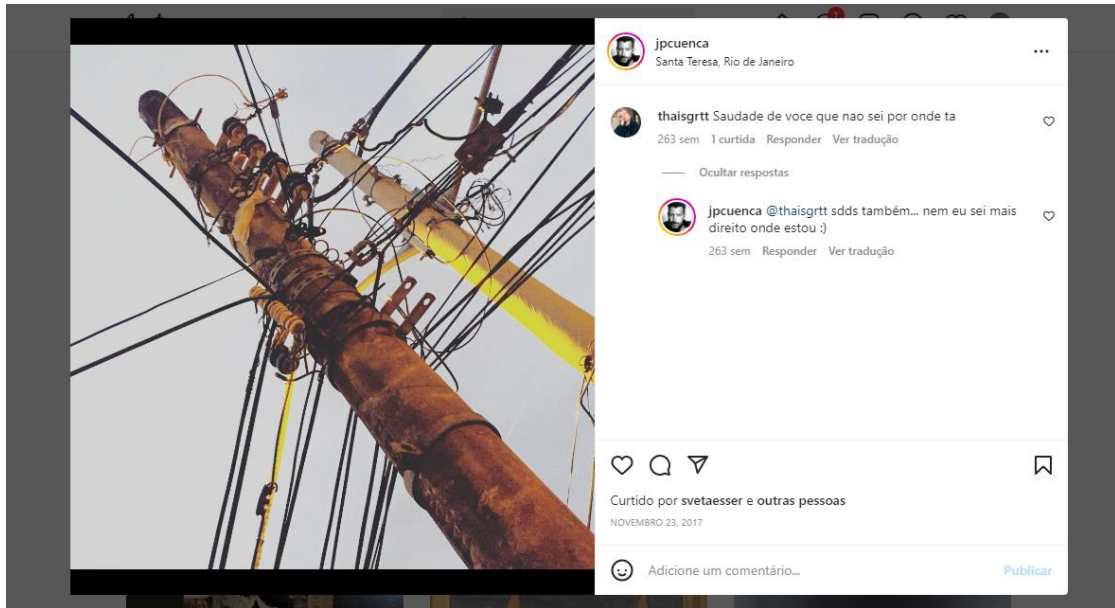 1
jpcuenca
Santa Teresa, Rio de Janeiro
thaisgrtt Saudade de voce que nao sei por onde ta
263 sem 1 curtida Responder Ver tradução
Ocultar respostas
jpcuenca @thaisgrtt sdds também... nem eu sei mais
direito onde estou :)
263 sem Responder Ver tradução
Curtido por svetaesser e outras pessoas
NOVEMBRO 23, 2017
Adicione um comentário...
Publicar